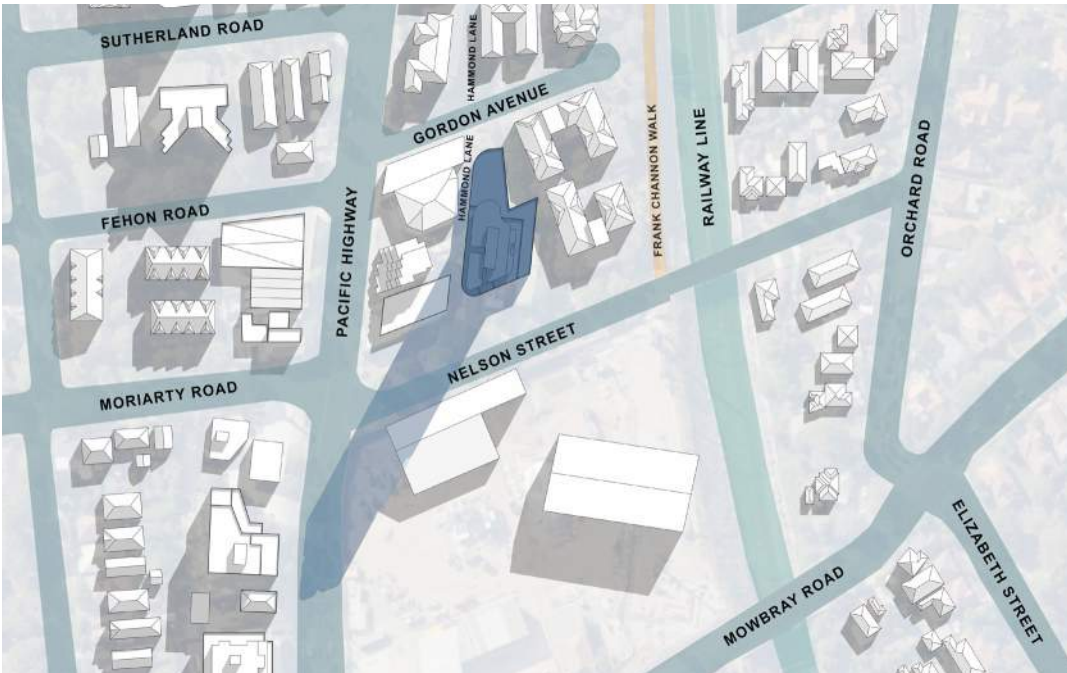 SUTHERLAND ROAD
HAMMOND LANE
GORDON AVENUE
HAMMOND LANE
FRANK CHANNON WALK
RAILWAY LINE
ORCHARD ROAD
FEHON ROAD
PACIFIC HIGHWAY
NELSON STREET
MORIARTY ROAD
ELIZABETH STREET
MOWBRAY ROAD